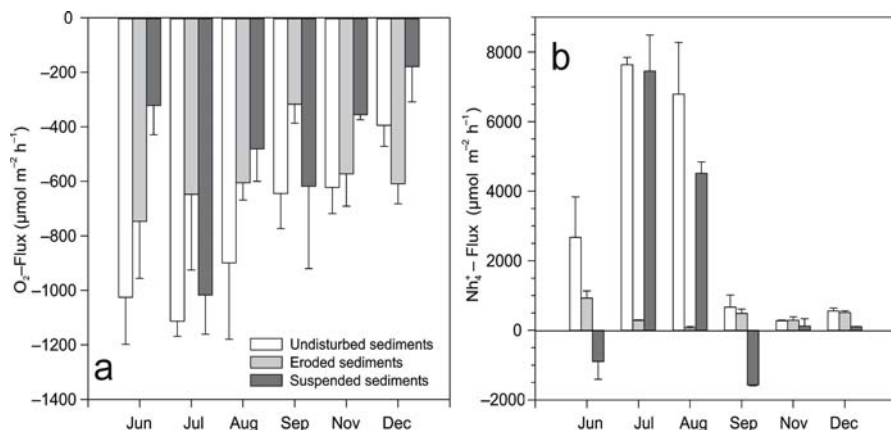 0
−200
−400
−600
−800
−1000
−1200
−1400
O₂–Flux (µmol m⁻² h⁻¹)
a
Undisturbed sediments
Eroded sediments
Suspended sediments
Jun Jul Aug Sep Nov Dec
b
8000
6000
4000
2000
0
−2000
Nh₄⁺– Flux (µmol m⁻² h⁻¹)
Jun Jul Aug Sep Nov Dec